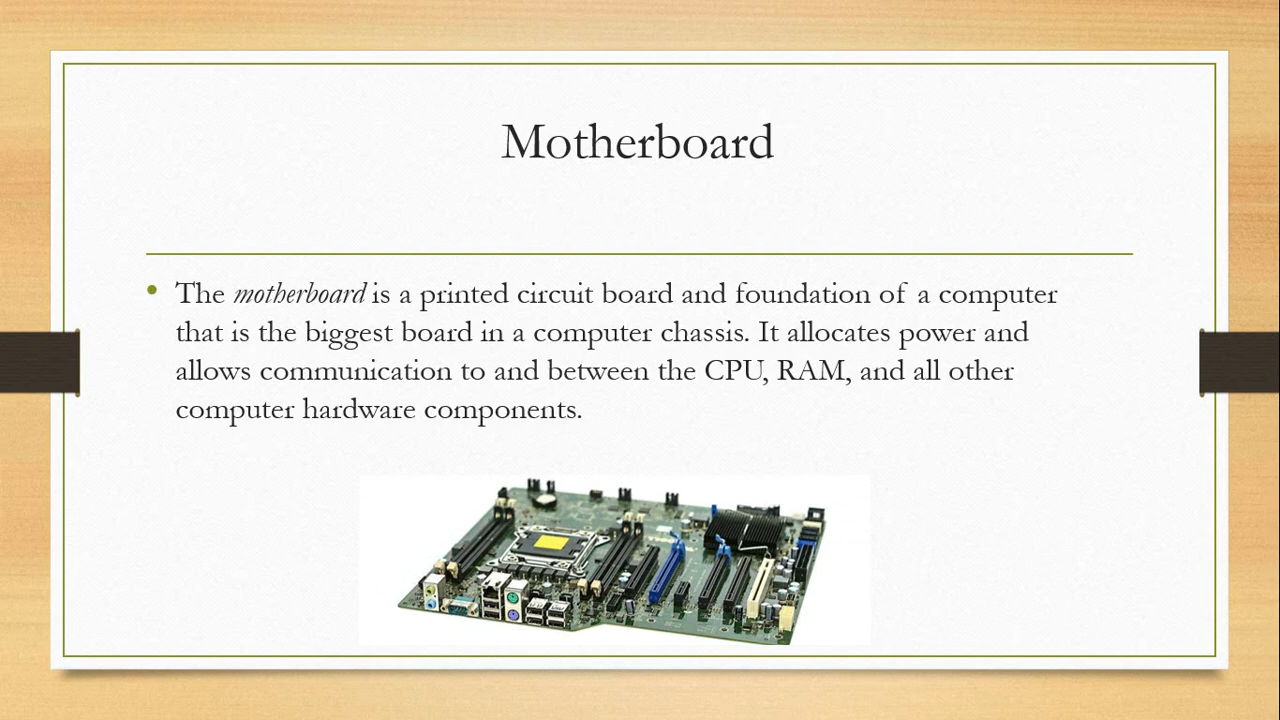 Motherboard
• The motherboard is a printed circuit board and foundation of a computer
that is the biggest board in a computer chassis. It allocates power and
allows communication to and between the CPU, RAM, and all other
computer hardware components.